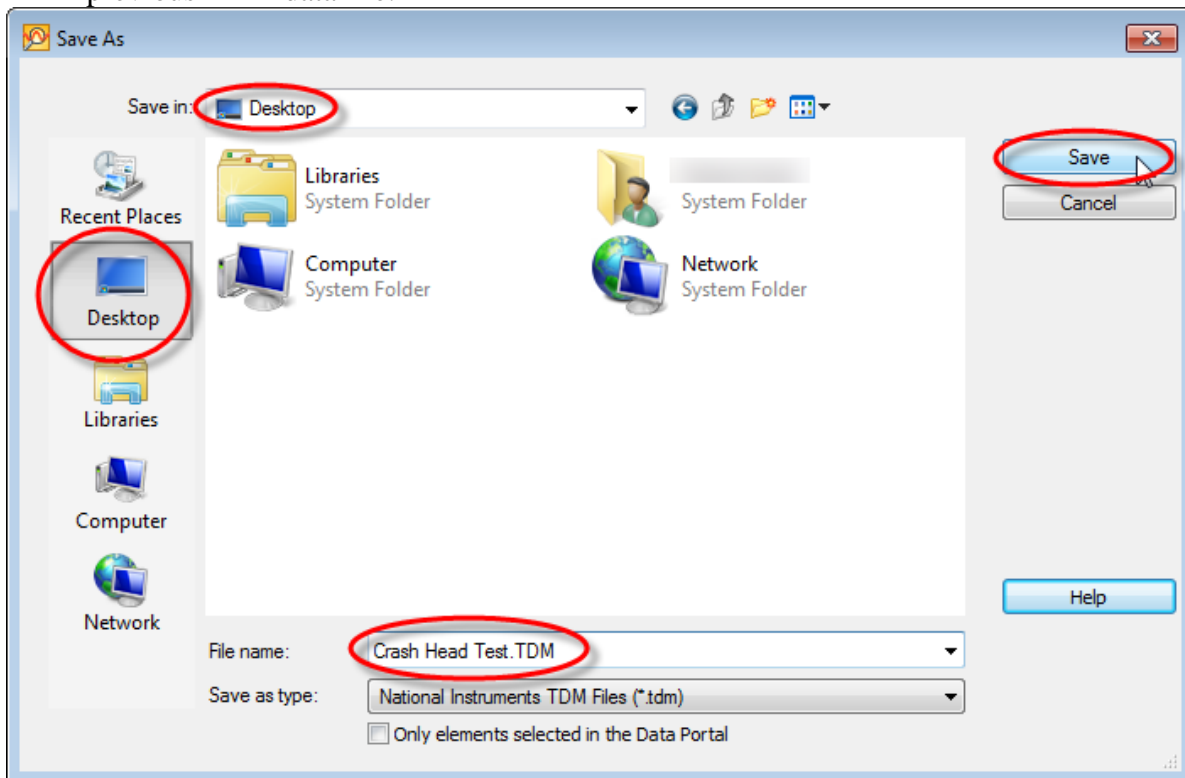 Save As
Save in:
Desktop
Recent Places
Desktop
Libraries
Computer
Network
Libraries
System Folder
System Folder
Computer
System Folder
Network
System Folder
Save
Cancel
Help
File name:
Crash Head Test.TDM
Save as type:
National Instruments TDM Files (*.tdm)
Only elements selected in the Data Portal